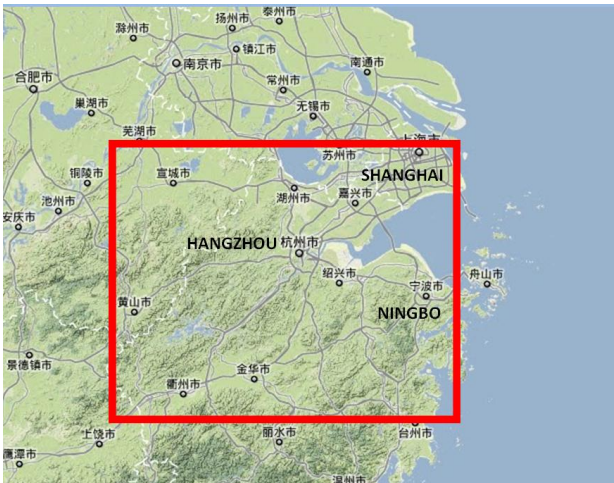 滁州市
扬州市
泰州市
镇江市
南京市
南通市
合肥市
常州市
巢湖市
无锡市
芜湖市
上海市
苏州市
铜陵市
宣城市
SHANGHAI
湖州市
嘉兴市
池州市
安庆市
HANGZHOU 杭州市
绍兴市
舟山市
宁波市
黄山市
NINGBO
景德镇市
金华市
衢州市
上饶市
丽水市
台州市
鹰潭市
温州市